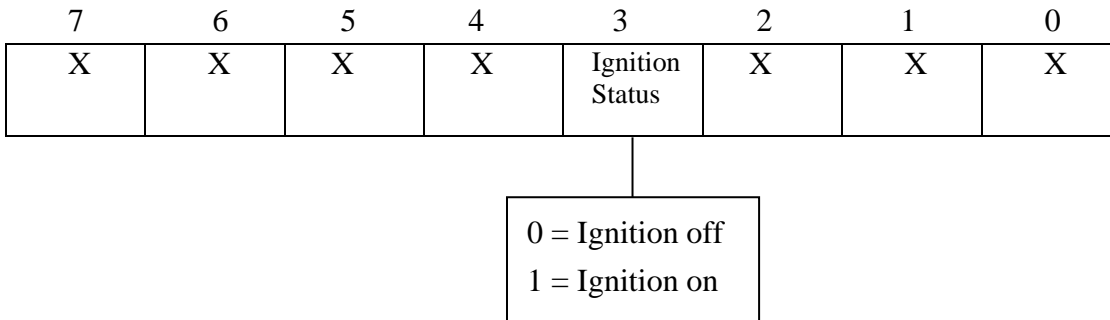 7 6 5 4 3 2 1 0
X X X X Ignition X X X
Status
0 = Ignition off
1 = Ignition on